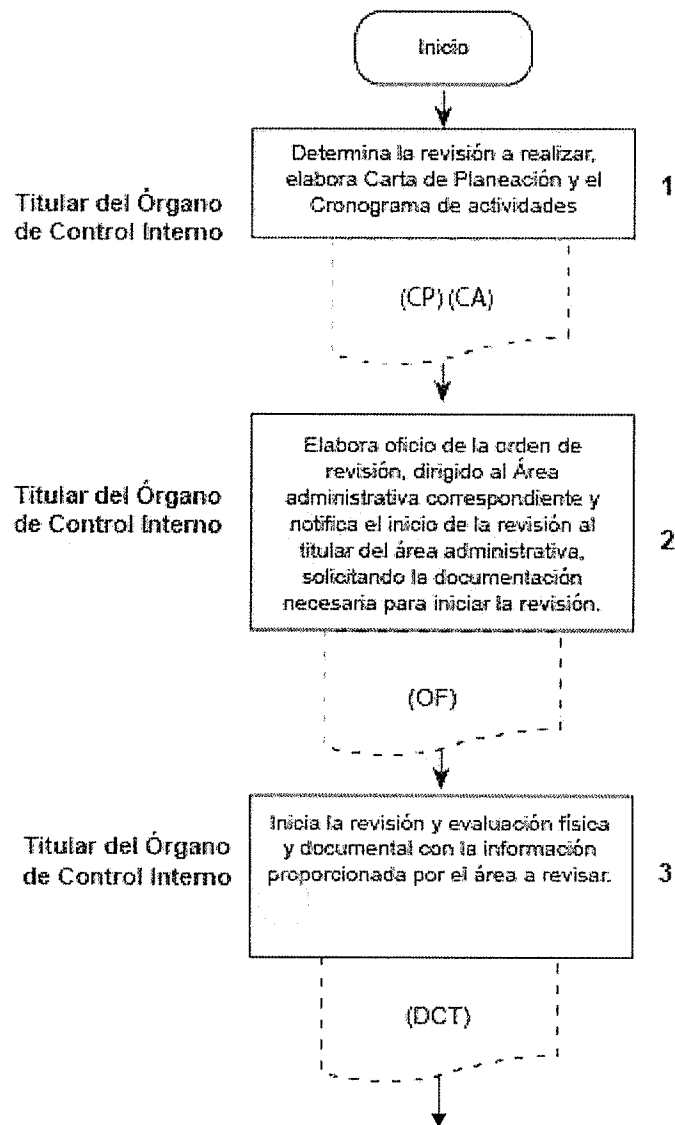 Inicio
Titular del Órgano
de Control Interno
Determina la revisión a realizar,
elabora Carta de Planeación y el
Cronograma de actividades
1
(CP) (CA)
Titular del Órgano
de Control Interno
Elabora oficio de la orden de
revisión, dirigido al Área
administrativa correspondiente y
notifica el inicio de la revisión al
titular del área administrativa,
solicitando la documentación
necesaria para iniciar la revisión.
2
(OF)
Titular del Órgano
de Control Interno
Inicia la revisión y evaluación física
y documental con la información
proporcionada por el área a revisar.
3
(DCT)